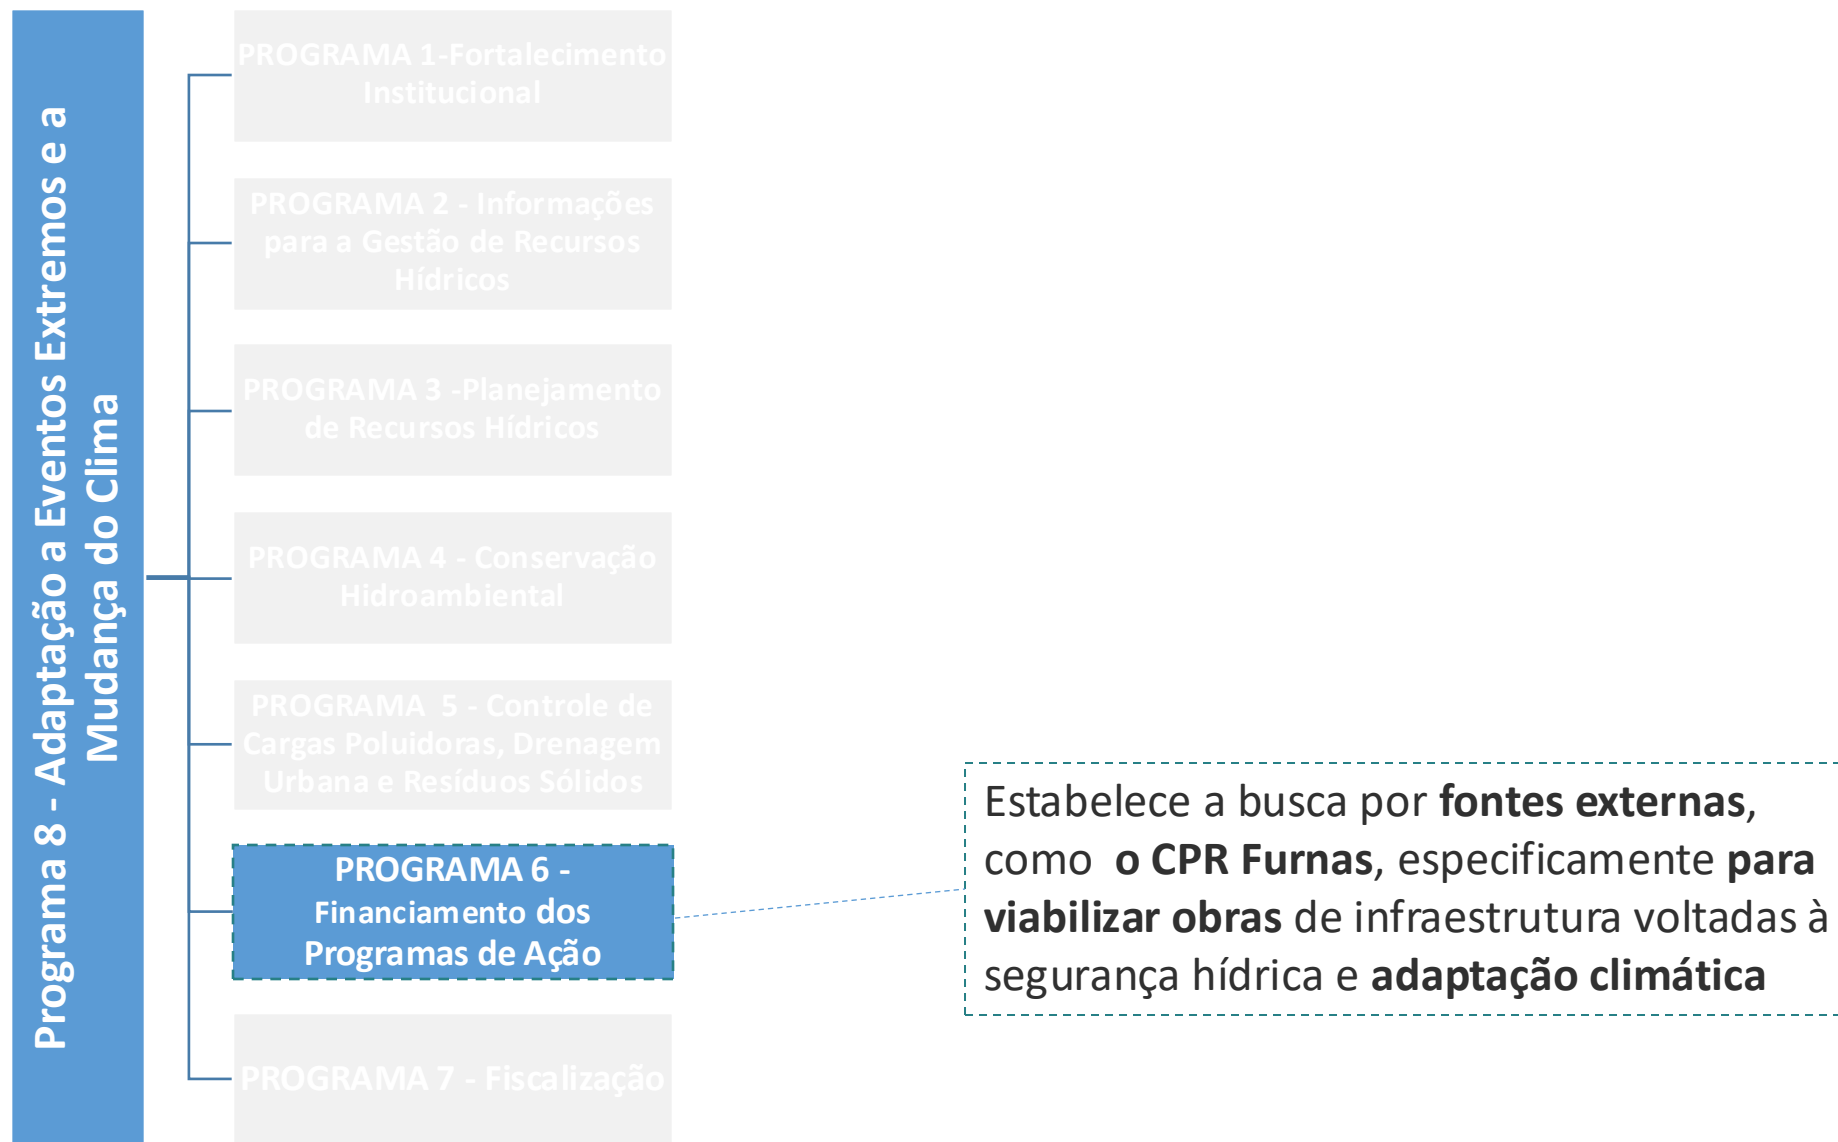 Programa 8 - Adaptação a Eventos Extremos e a
Mudança do Clima
PROGRAMA 1-Fortalecimento
Institucional
PROGRAMA 2 - Informações
para a Gestão de Recursos
Hídricos
PROGRAMA 3 -Planejamento
de Recursos Hídricos
PROGRAMA 4 - Conservação
Hidroambiental
PROGRAMA 5 - Controle de
Cargas Poluidoras, Drenagem
Urbana e Resíduos Sólidos
PROGRAMA 6 -
Financiamento dos
Programas de Ação
PROGRAMA 7 - Fiscalização
Estabelece a busca por fontes externas,
como o CPR Furnas, especificamente para
viabilizar obras de infraestrutura voltadas à
segurança hídrica e adaptação climática